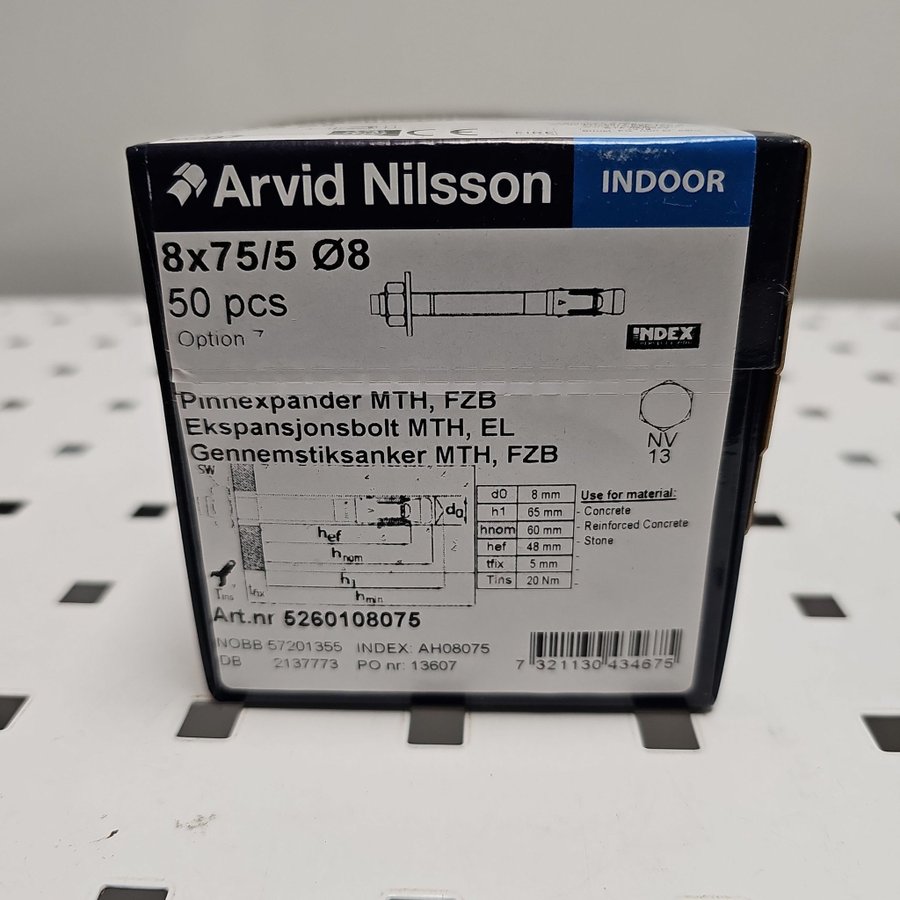 Arvid Nilsson
INDOOR
8x75/5 Ø8
50 pcs
Option 7
INDEX
Pinnexpander MTH, FZB
Ekspansjonsbolt MTH, EL
Gennemstiksanker MTH, FZB
NV
13
SW
d0
hef
hnom
h1
hmin
Tins
tfix
d0 8 mm
h1 65 mm
hnom 60 mm
hef 48 mm
tfix 5 mm
Tins 20 Nm
Use for material:
- Concrete
- Reinforced Concrete
- Stone
Art.nr 5260108075
NOBB 57201355 INDEX: AH08075
DB 2137773 PO nr: 13607
7 321130 434675